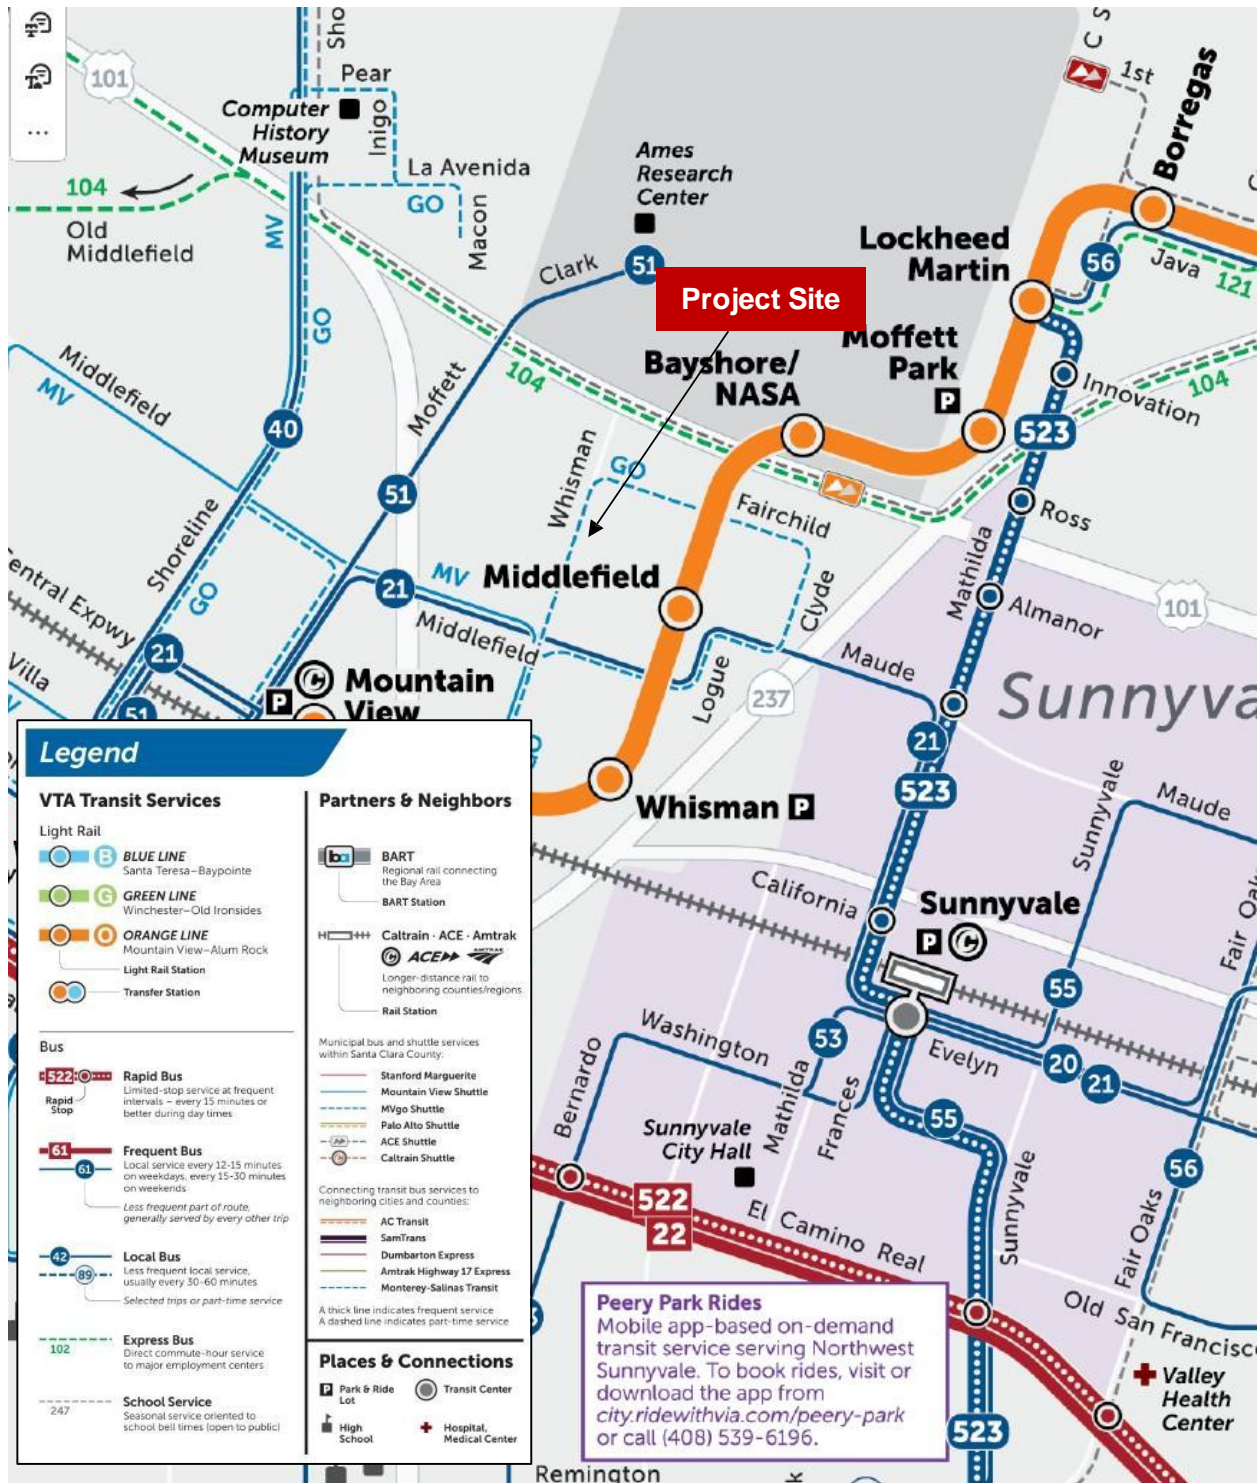 Sho
C S
1st
101
Pear
Computer
History
Museum
Inigo
Ames
Research
Center
Borregas
La Avenida
GO
104
Old
Middlefield
MV
Macon
Clark
51
Lockheed
Martin
56
Java
121
Project Site
GO
Middlefield
MV
Moffett
104
Moffett
Park
P
Bayshore/
NASA
Innovation
104
523
40
Whisman
GO
51
Fairchild
Ross
Shoreline
Mathilda
Central Expwy
GO
MV
21
Middlefield
Clyde
Almanor
101
Middlefield
Villa
21
Maude
51
P
Mountain
View
Logue
237
Sunnyva
21
523
Whisman P
Sunnyvale
Maude
California
Sunnyvale
P
Fair Oak
55
Washington
53
Evelyn
20
21
Bernardo
Mathilda
Frances
55
Sunnyvale
City Hall
Sunnyvale
56
522
22
El Camino Real
Fair Oaks
Old San Francisco
Valley
Health
Center
523
Remington
Peery Park Rides
Mobile app-based on-demand
transit service serving Northwest
Sunnyvale. To book rides, visit or
download the app from
city.ridewithvia.com/peery-park
or call (408) 539-6196.
Legend
VTA Transit Services
Light Rail
B BLUE LINE
Santa Teresa–Baypointe
G GREEN LINE
Winchester–Old Ironsides
O ORANGE LINE
Mountain View–Alum Rock
Light Rail Station
Transfer Station
Bus
522 Rapid Bus
Rapid
Stop
Limited-stop service at frequent
intervals – every 15 minutes or
better during day times
61 Frequent Bus
61
Local service every 12-15 minutes
on weekdays, every 15-30 minutes
on weekends
Less frequent part of route,
generally served by every other trip
42 Local Bus
89
Less frequent local service,
usually every 30-60 minutes
Selected trips or part-time service
Express Bus
102
Direct commute-hour service
to major employment centers
School Service
247
Seasonal service oriented to
school bell times (open to public)
Partners & Neighbors
ba BART
Regional rail connecting
the Bay Area
BART Station
Caltrain · ACE · Amtrak
ACE AMTRAK
Longer-distance rail to
neighboring counties/regions
Rail Station
Municipal bus and shuttle services
within Santa Clara County:
Stanford Marguerite
Mountain View Shuttle
MVgo Shuttle
Palo Alto Shuttle
ACE Shuttle
Caltrain Shuttle
Connecting transit bus services to
neighboring cities and counties:
AC Transit
SamTrans
Dumbarton Express
Amtrak Highway 17 Express
Monterey-Salinas Transit
A thick line indicates frequent service
A dashed line indicates part-time service
Places & Connections
P Park & Ride
Lot
Transit Center
High
School
Hospital,
Medical Center